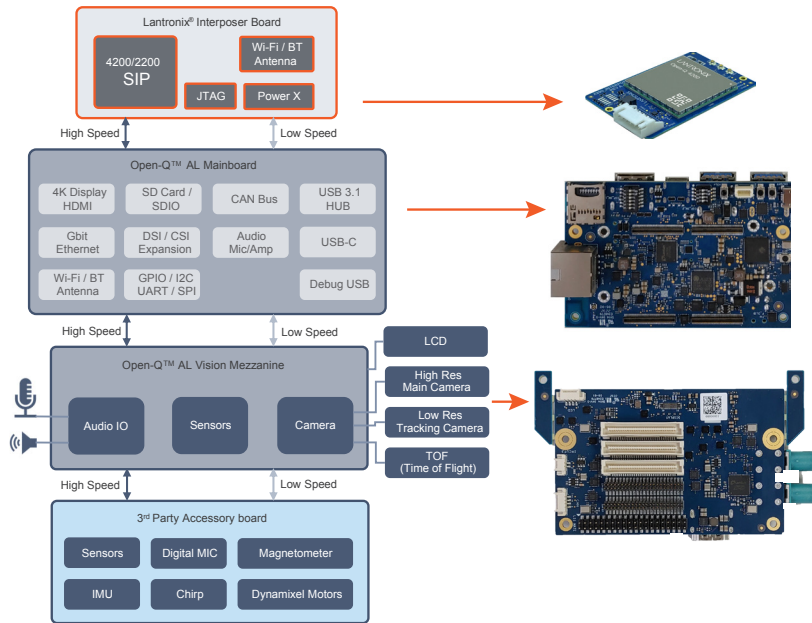 Lantronix® Interposer Board
4200/2200
SIP
Wi-Fi / BT
Antenna
JTAG
Power X
High Speed
Low Speed
Open-Q™ AL Mainboard
4K Display
HDMI
SD Card /
SDIO
CAN Bus
USB 3.1
HUB
Gbit
Ethernet
DSI / CSI
Expansion
Audio
Mic/Amp
USB-C
Wi-Fi / BT
Antenna
GPIO / I2C
UART / SPI
Debug USB
High Speed
Low Speed
Open-Q™ AL Vision Mezzanine
Audio IO
Sensors
Camera
LCD
High Res
Main Camera
Low Res
Tracking Camera
TOF
(Time of Flight)
High Speed
Low Speed
3rd Party Accessory board
Sensors
Digital MIC
Magnetometer
IMU
Chirp
Dynamixel Motors
LANTRONIX